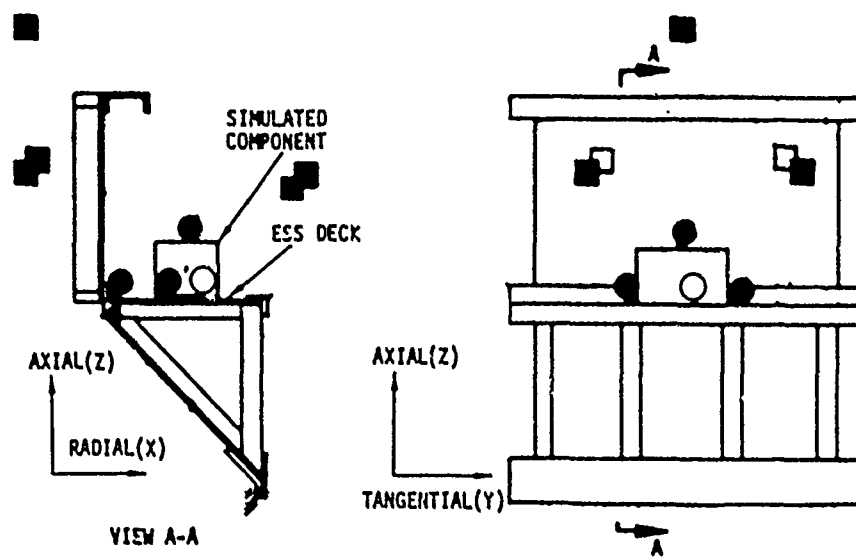 SIMULATED
COMPONENT
ESS DECK
AXIAL(Z)
RADIAL(X)
VIEW A-A
A
AXIAL(Z)
TANGENTIAL(Y)
A